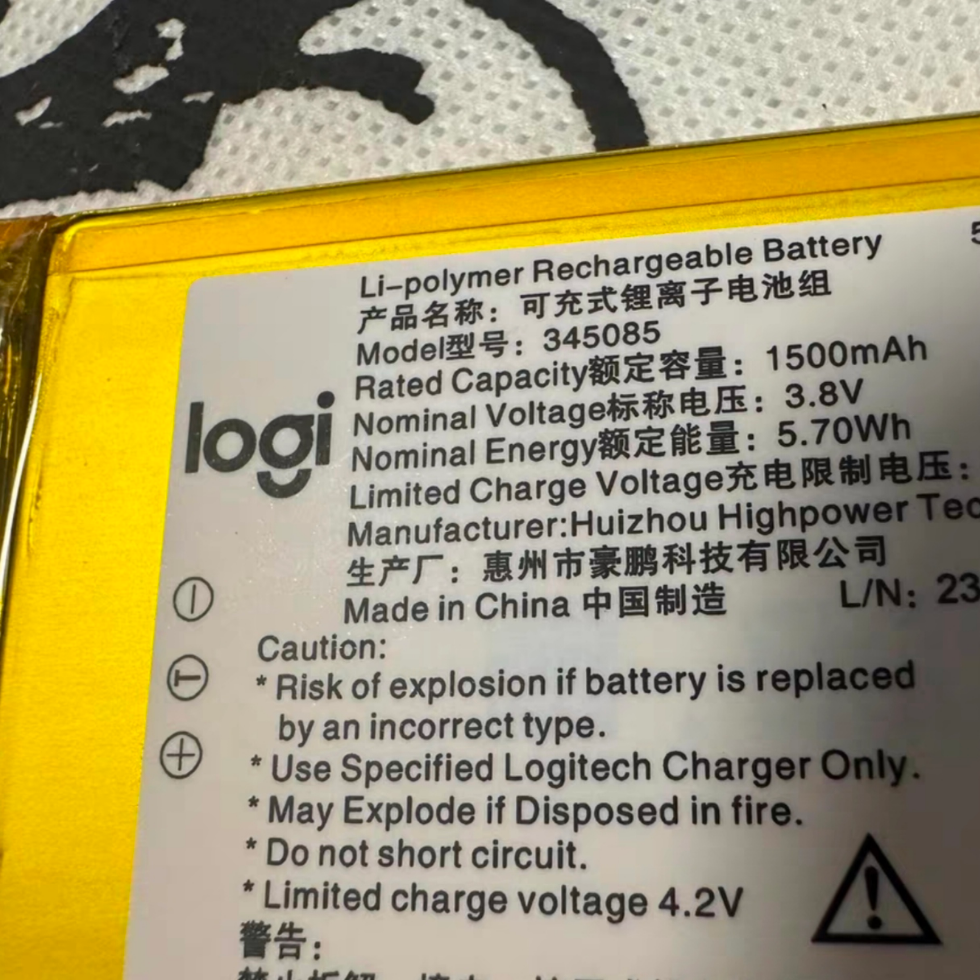 Li-polymer Rechargeable Battery
产品名称：可充式锂离子电池组
Model型号：345085
Rated Capacity额定容量：1500mAh
Nominal Voltage标称电压：3.8V
Nominal Energy额定能量：5.70Wh
Limited Charge Voltage充电限制电压：
Manufacturer:Huizhou Highpower Tec
生产厂：惠州市豪鹏科技有限公司
Made in China 中国制造 L/N: 23
logi
Caution:
* Risk of explosion if battery is replaced
by an incorrect type.
* Use Specified Logitech Charger Only.
* May Explode if Disposed in fire.
* Do not short circuit.
* Limited charge voltage 4.2V
警告：